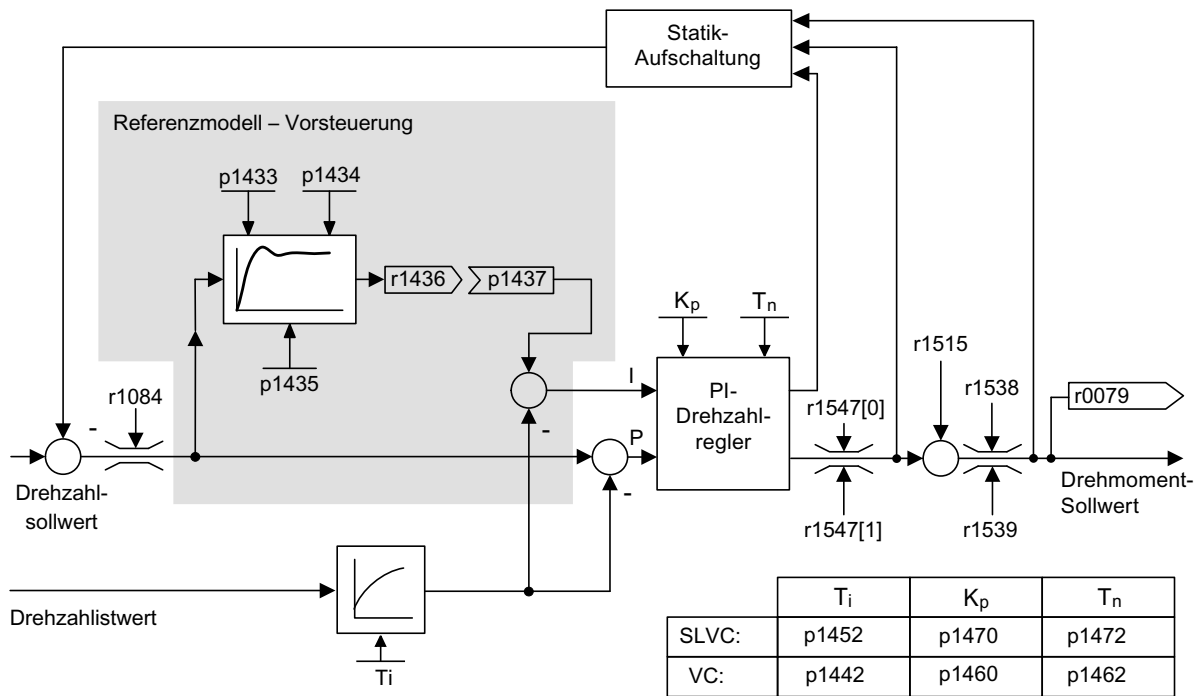 Statik-
Aufschaltung
Referenzmodell – Vorsteuerung
p1433
p1434
r1436
p1437
p1435
Kp
Tn
r1084
I
PI-
Drehzahl-
regler
P
r1547[0]
r1547[1]
r1515
r1538
r1539
r0079
-
-
-
Drehzahl-
sollwert
Drehmoment-
Sollwert
Drehzahlistwert
Ti
Ti Kp Tn
SLVC: p1452 p1470 p1472
VC: p1442 p1460 p1462